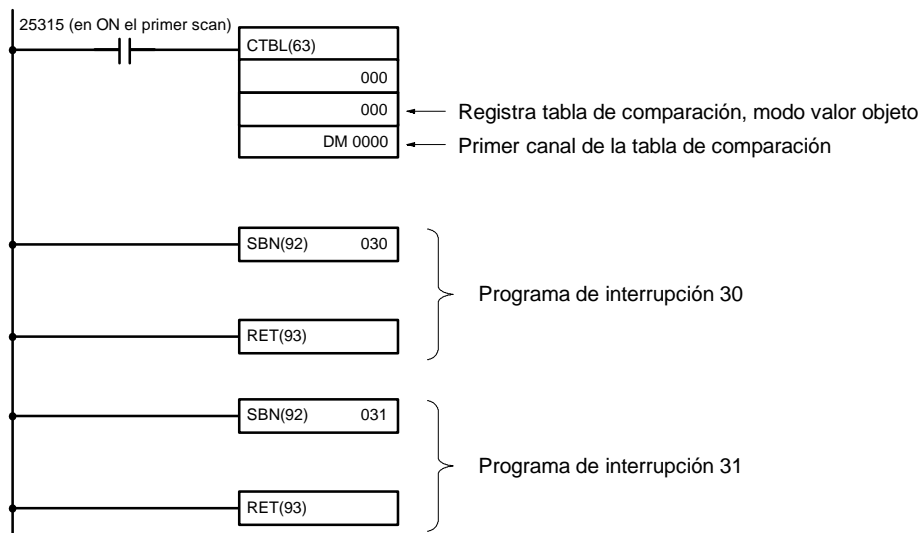 25315 (en ON el primer scan)
CTBL(63)
000
000
Registra tabla de comparación, modo valor objeto
DM 0000
Primer canal de la tabla de comparación
SBN(92) 030
Programa de interrupción 30
RET(93)
SBN(92) 031
Programa de interrupción 31
RET(93)